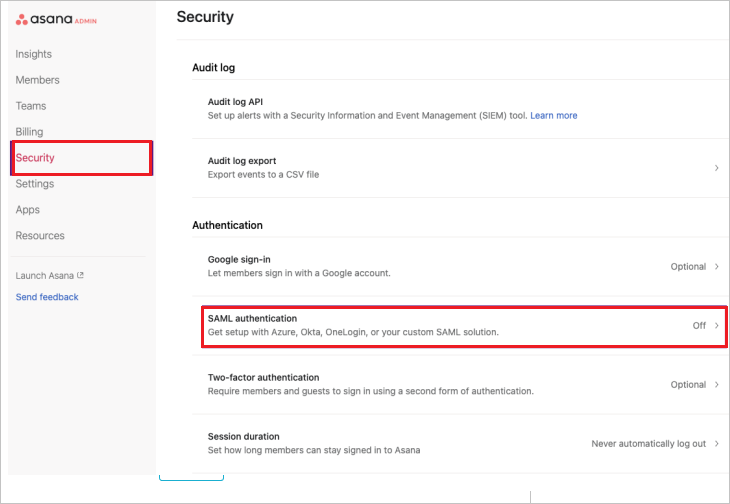 asana ADMIN
Insights
Members
Teams
Billing
Security
Settings
Apps
Resources
Launch Asana
Send feedback
Security
Audit log
Audit log API
Set up alerts with a Security Information and Event Management (SIEM) tool. Learn more
Audit log export
Export events to a CSV file
Authentication
Google sign-in
Let members sign in with a Google account.
Optional
SAML authentication
Get setup with Azure, Okta, OneLogin, or your custom SAML solution.
Off
Two-factor authentication
Require members and guests to sign in using a second form of authentication.
Optional
Session duration
Set how long members can stay signed in to Asana
Never automatically log out